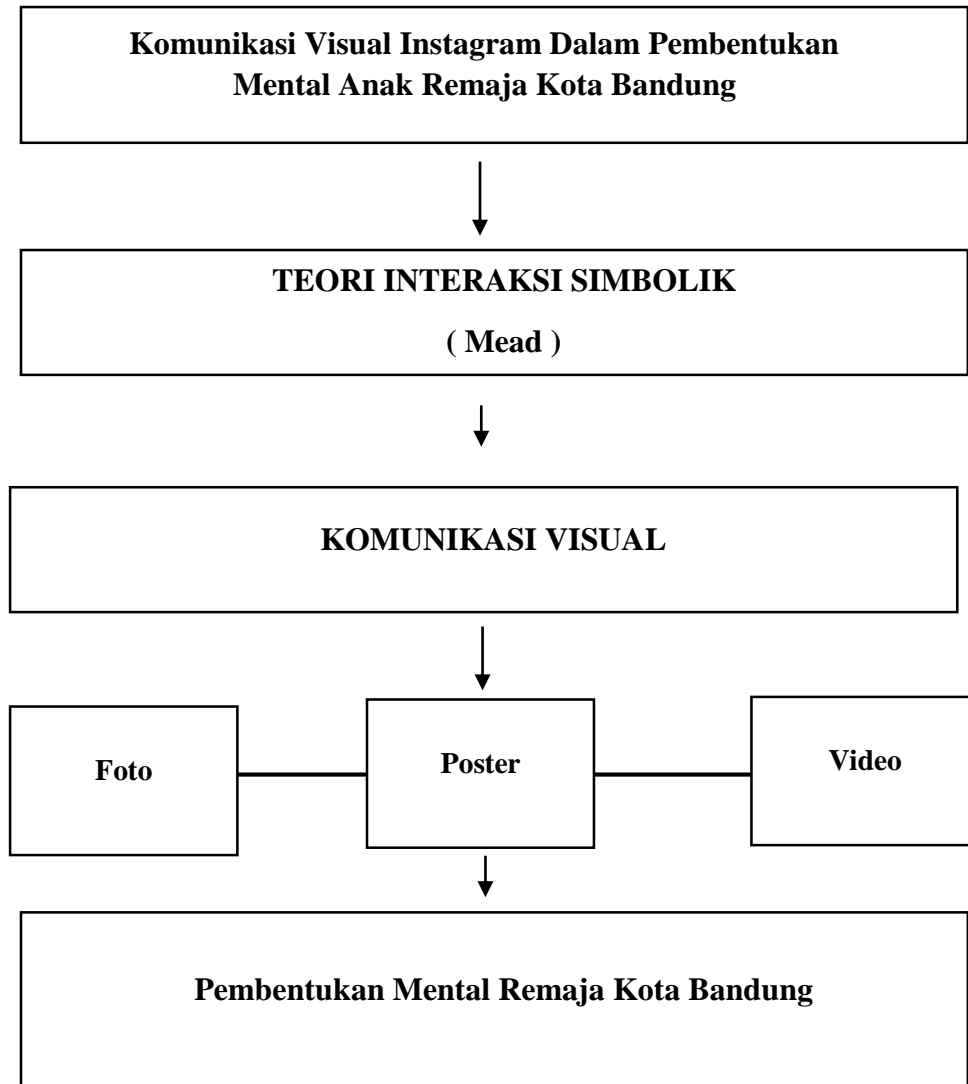 Komunikasi Visual Instagram Dalam Pembentukan
Mental Anak Remaja Kota Bandung
TEORI INTERAKSI SIMBOLIK
( Mead )
KOMUNIKASI VISUAL
Foto
Poster
Video
Pembentukan Mental Remaja Kota Bandung